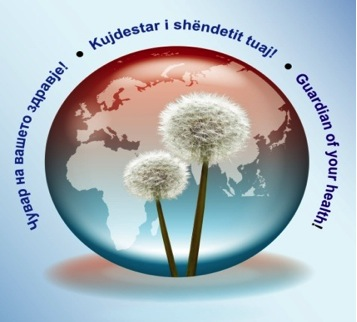 Чувар на вашето здравје!
Kujdestar i shëndetit tuaj!
Guardian of your health!